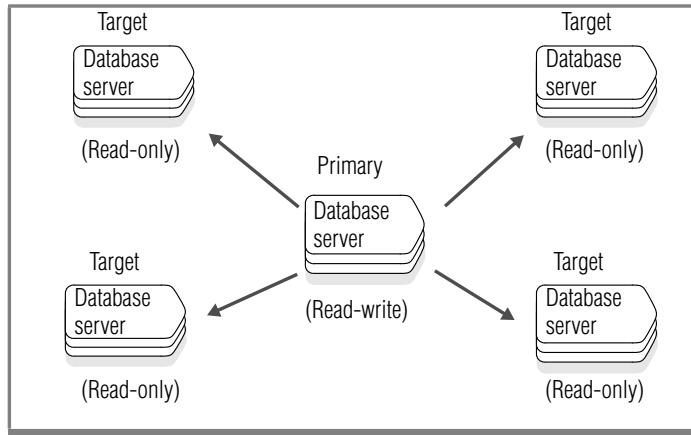 Target
Database
server
(Read-only)
Target
Database
server
(Read-only)
Primary
Database
server
(Read-write)
Target
Database
server
(Read-only)
Target
Database
server
(Read-only)